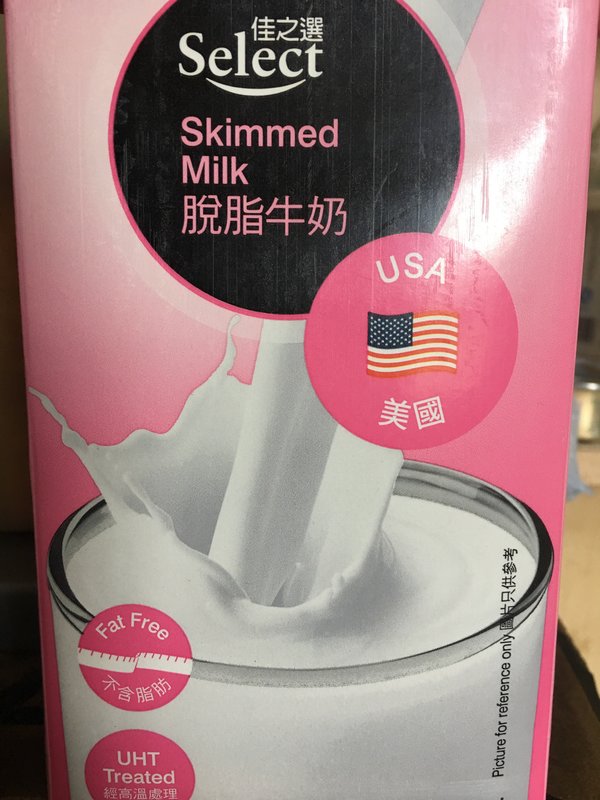 佳之選
Select
Skimmed
Milk
脫脂牛奶
USA
美國
Fat Free
不含脂肪
UHT
Treated
經高溫處理
Picture for reference only 圖片只供參考